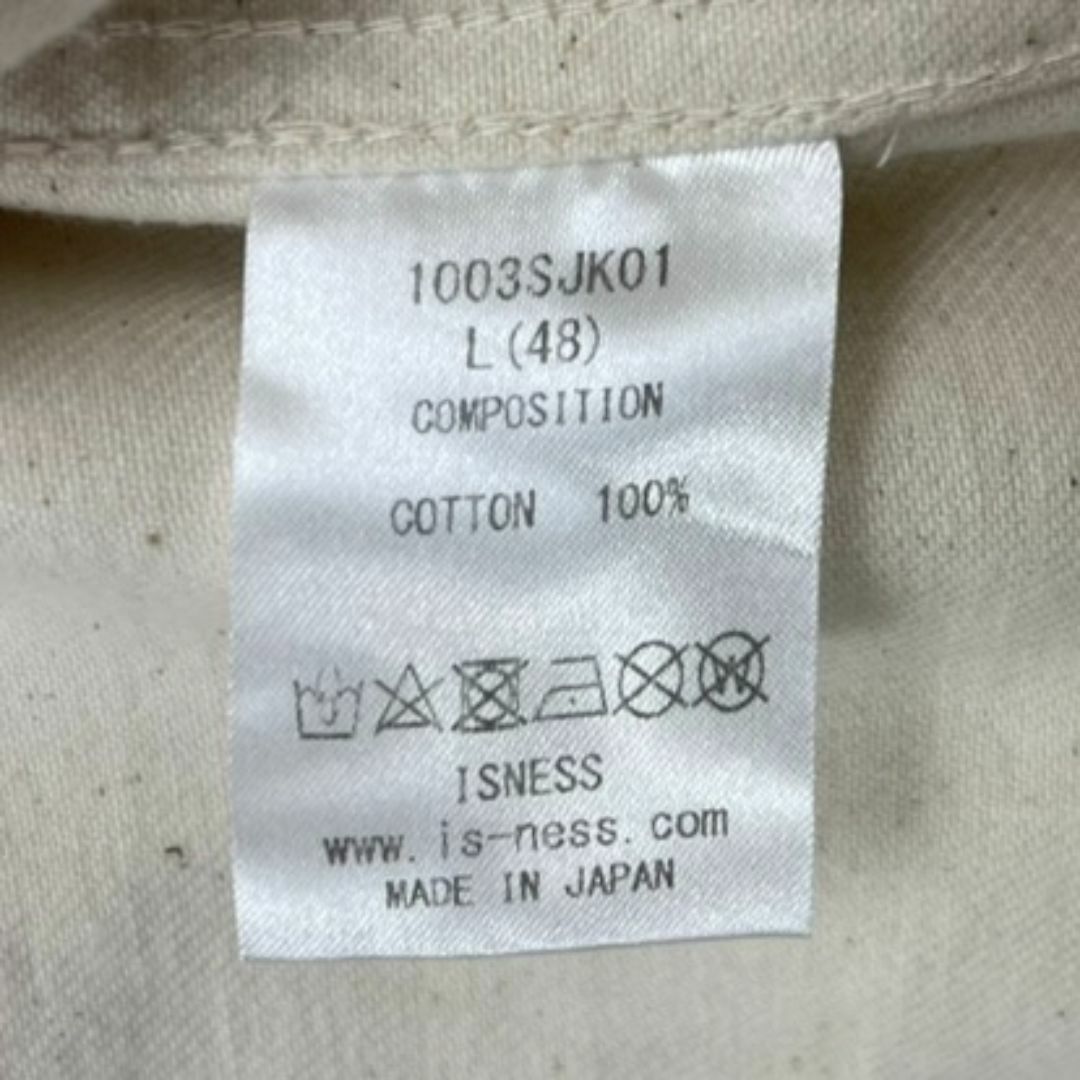 1003SJK01
L(48)
COMPOSITION
COTTON 100%
W
ISNESS
www.is-ness.com
MADE IN JAPAN